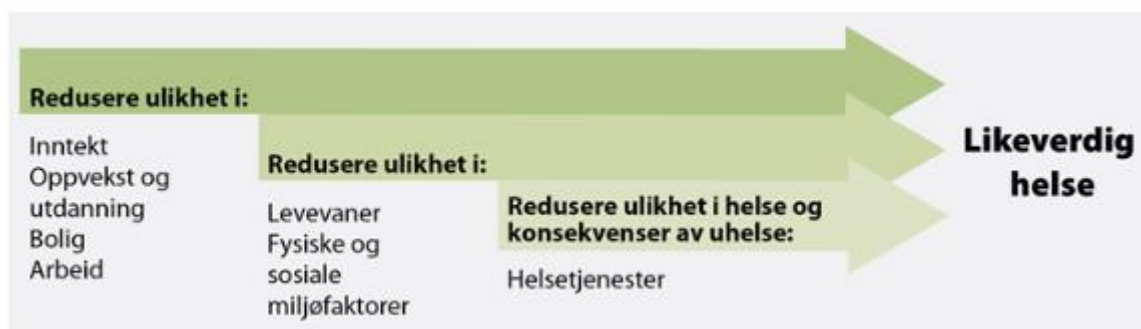 Redusere ulikhet i:
Inntekt
Oppvekst og
utdanning
Bolig
Arbeid
Redusere ulikhet i:
Levevaner
Fysiske og
sosiale
miljøfaktorer
Redusere ulikhet i helse og
konsekvenser av uhelse:
Helsetjenester
Likeverdig
helse